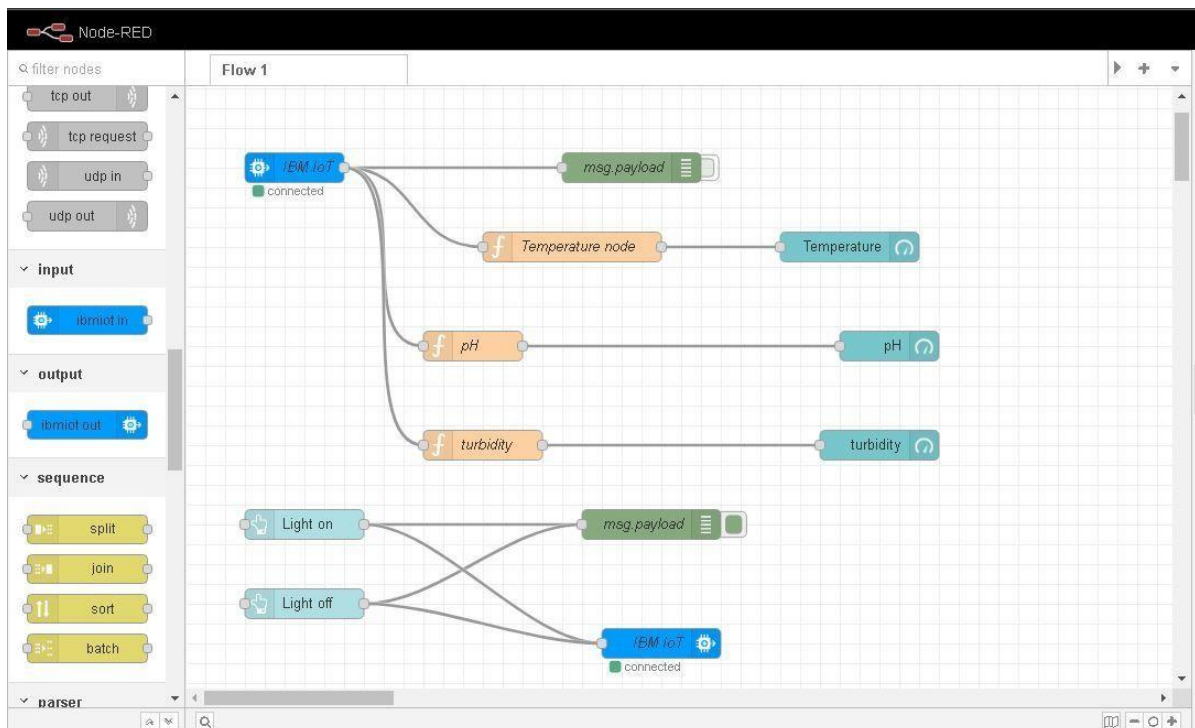 Node-RED
filter nodes
Flow 1
tcp out
tcp request
udp in
udp out
input
ibmiot in
output
ibmiot out
sequence
split
join
sort
batch
parser
IBM IoT
connected
msg.payload
Temperature node
Temperature
pH
pH
turbidity
turbidity
Light on
msg.payload
Light off
IBM IoT
connected